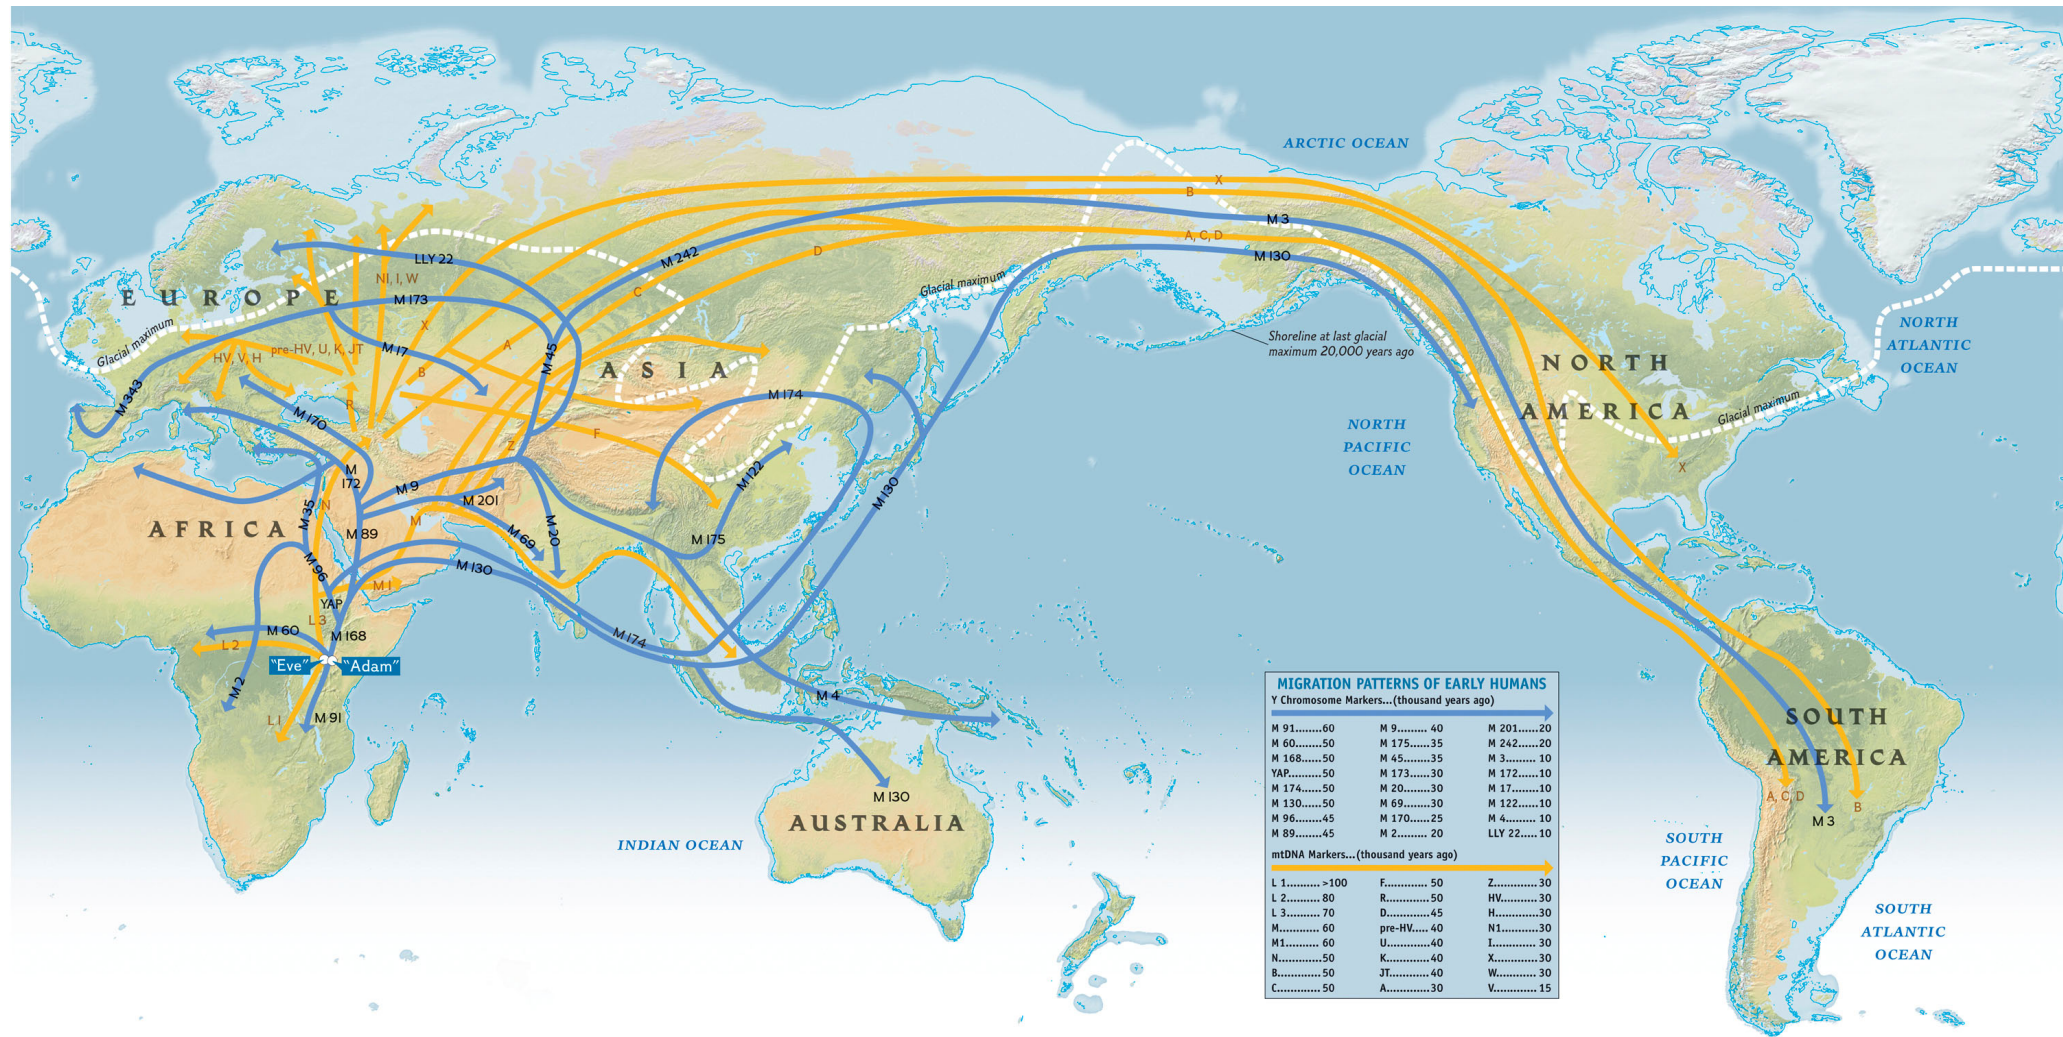 ARCTIC OCEAN
X
B
M 3
A, C, D
M 130
M 242
D
C
LLY 22
N1, I, W
EUROPE
M 173
Glacial maximum
Glacial maximum
X
A
B
M 17
pre-HV, U, K, JT
HV, V, H
M 45
ASIA
M 343
M 170
R
M 174
F
Z
Shoreline at last glacial
maximum 20,000 years ago
NORTH
AMERICA
Glacial maximum
X
NORTH
ATLANTIC
OCEAN
NORTH
PACIFIC
OCEAN
M
172
M 9
M 201
M 122
M 130
N
M 35
M
M 69
M 20
M 175
AFRICA
M 89
M 96
M 130
M 1
YAP
L 3
M 60
M 168
L 2
M 174
"Eve"
"Adam"
M 2
L 1
M 91
M 4
M 130
AUSTRALIA
INDIAN OCEAN
SOUTH
AMERICA
A, C, D
B
M 3
SOUTH
PACIFIC
OCEAN
SOUTH
ATLANTIC
OCEAN
MIGRATION PATTERNS OF EARLY HUMANS
Y Chromosome Markers...(thousand years ago)
M 91........60 M 9......... 40 M 201......20
M 60........50 M 175......35 M 242......20
M 168......50 M 45........35 M 3......... 10
YAP..........50 M 173......30 M 172......10
M 174......50 M 20........30 M 17........10
M 130......50 M 69........30 M 122......10
M 96........45 M 170......25 M 4......... 10
M 89........45 M 2......... 20 LLY 22..... 10
mtDNA Markers...(thousand years ago)
L 1.......... >100 F............. 50 Z............. 30
L 2.......... 80 R............. 50 HV........... 30
L 3.......... 70 D............. 45 H............. 30
M............ 60 pre-HV..... 40 N1........... 30
M1.......... 60 U............. 40 I............. 30
N............. 50 K............. 40 X............. 30
B............. 50 JT............ 40 W............ 30
C............. 50 A............. 30 V............. 15